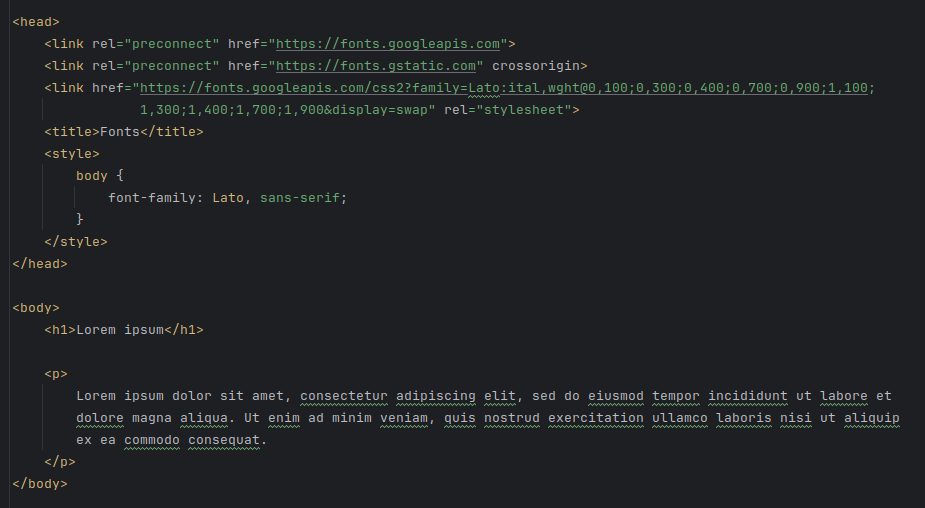 <head>
    <link rel="preconnect" href="https://fonts.googleapis.com">
    <link rel="preconnect" href="https://fonts.gstatic.com" crossorigin>
    <link href="https://fonts.googleapis.com/css2?family=Lato:ital,wght@0,100;0,300;0,400;0,700;0,900;1,100;
                1,300;1,400;1,700;1,900&display=swap" rel="stylesheet">
    <title>Fonts</title>
    <style>
        body {
            font-family: Lato, sans-serif;
        }
    </style>
</head>

<body>
    <h1>Lorem ipsum</h1>

    <p>
        Lorem ipsum dolor sit amet, consectetur adipiscing elit, sed do eiusmod tempor incididunt ut labore et
        dolore magna aliqua. Ut enim ad minim veniam, quis nostrud exercitation ullamco laboris nisi ut aliquip
        ex ea commodo consequat.
    </p>
</body>